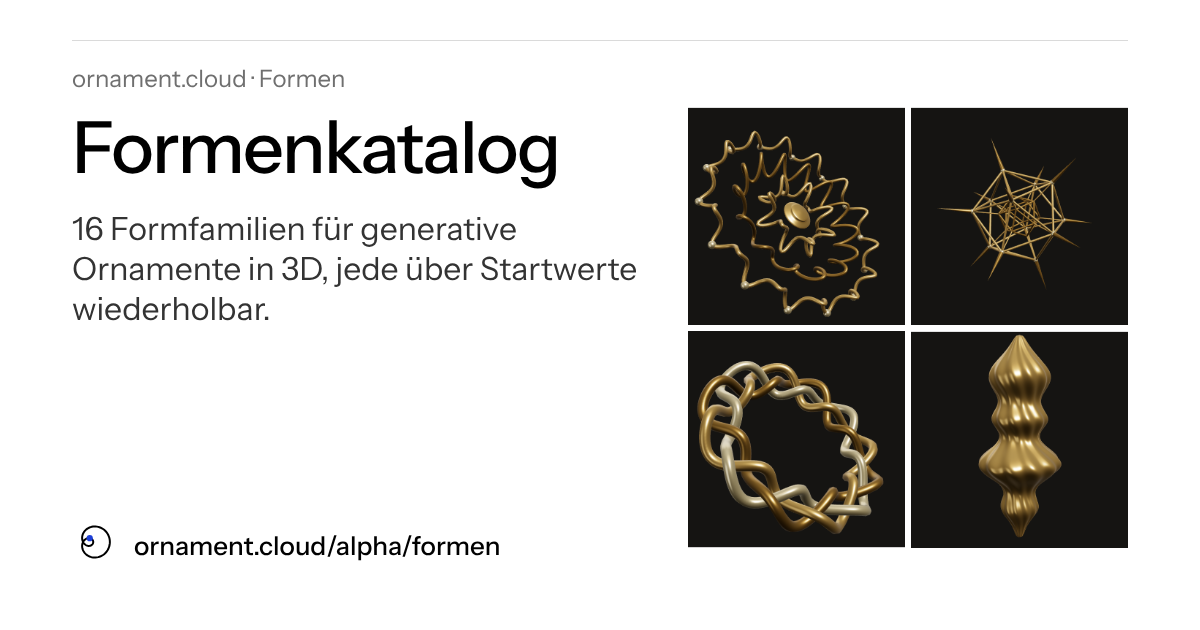 ornament.cloud · Formen
Formenkatalog
16 Formfamilien für generative
Ornamente in 3D, jede über Startwerte
wiederholbar.
ornament.cloud/alpha/formen